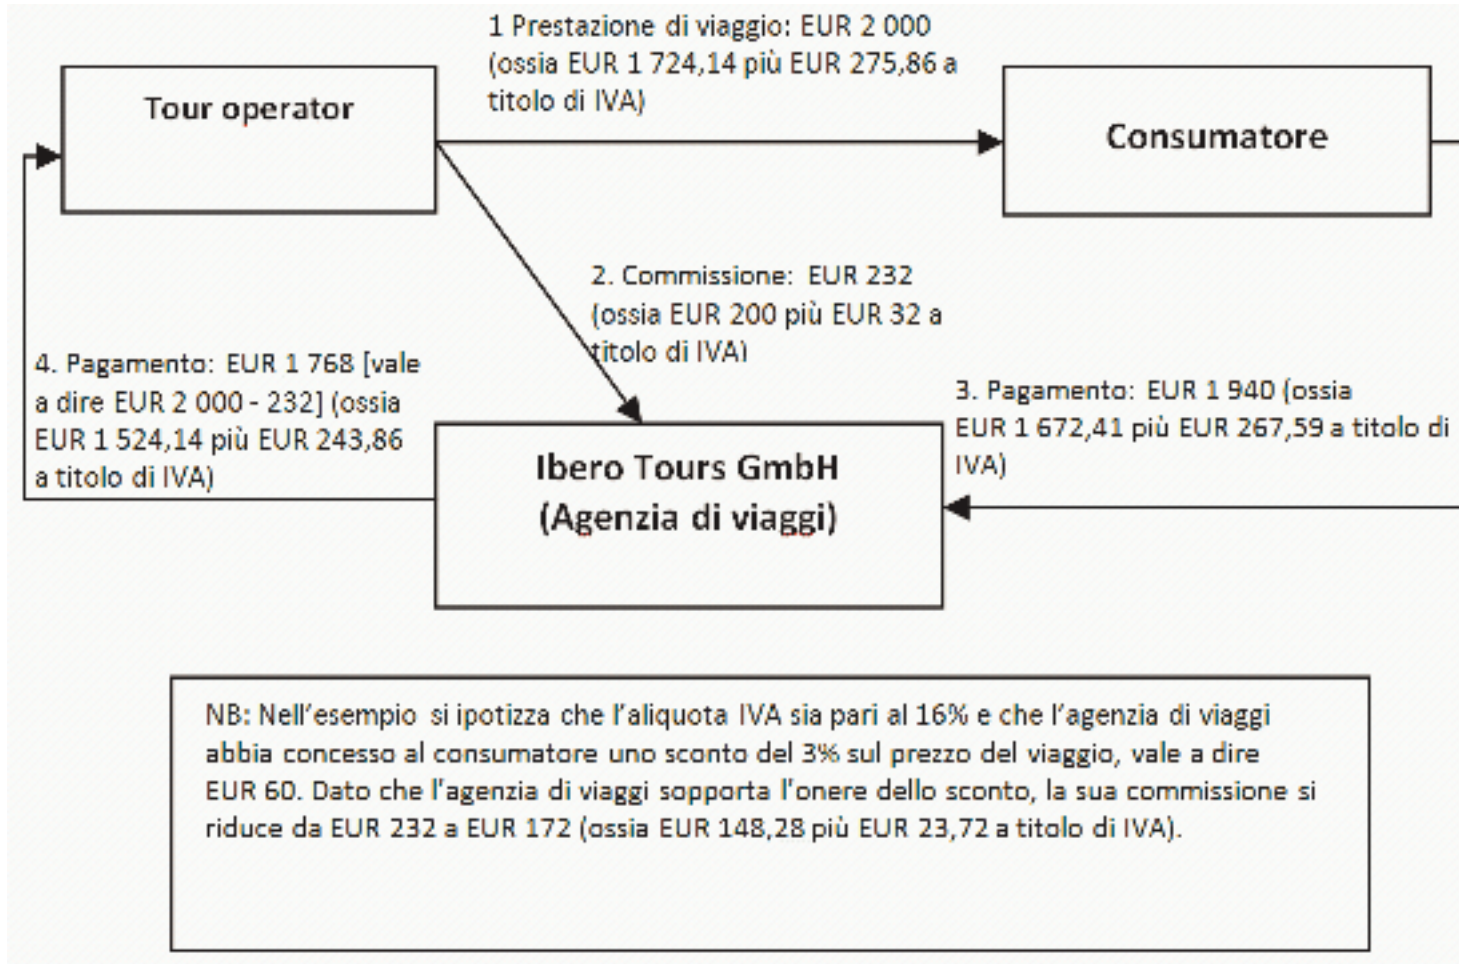 1 Prestazione di viaggio: EUR 2 000
(ossia EUR 1 724,14 più EUR 275,86 a
titolo di IVA)
Tour operator
Consumatore
2. Commissione: EUR 232
(ossia EUR 200 più EUR 32 a
titolo di IVA)
4. Pagamento: EUR 1 768 [vale
a dire EUR 2 000 - 232] (ossia
EUR 1 524,14 più EUR 243,86
a titolo di IVA)
3. Pagamento: EUR 1 940 (ossia
EUR 1 672,41 più EUR 267,59 a titolo di
IVA)
Ibero Tours GmbH
(Agenzia di viaggi)
NB: Nell'esempio si ipotizza che l'aliquota IVA sia pari al 16% e che l'agenzia di viaggi
abbia concesso al consumatore uno sconto del 3% sul prezzo del viaggio, vale a dire
EUR 60. Dato che l'agenzia di viaggi sopporta l'onere dello sconto, la sua commissione si
riduce da EUR 232 a EUR 172 (ossia EUR 148,28 più EUR 23,72 a titolo di IVA).